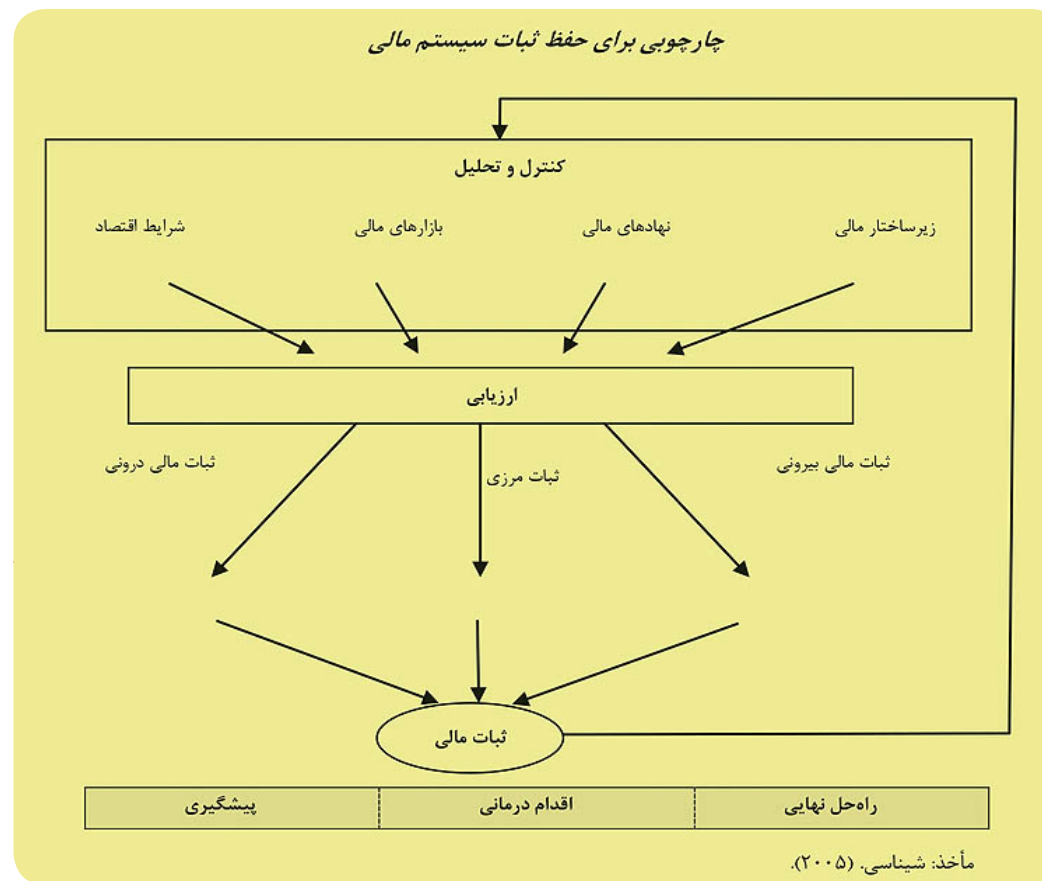 چارچوبی برای حفظ ثبات سیستم مالی
کنترل و تحلیل
زیرساختار مالی نهادهای مالی بازارهای مالی شرایط اقتصاد
ارزیابی
ثبات مالی بیرونی ثبات مرزی ثبات مالی درونی
ثبات مالی
راه‌حل نهایی اقدام درمانی پیشگیری
مأخذ: شیناسی. (۲۰۰۵).